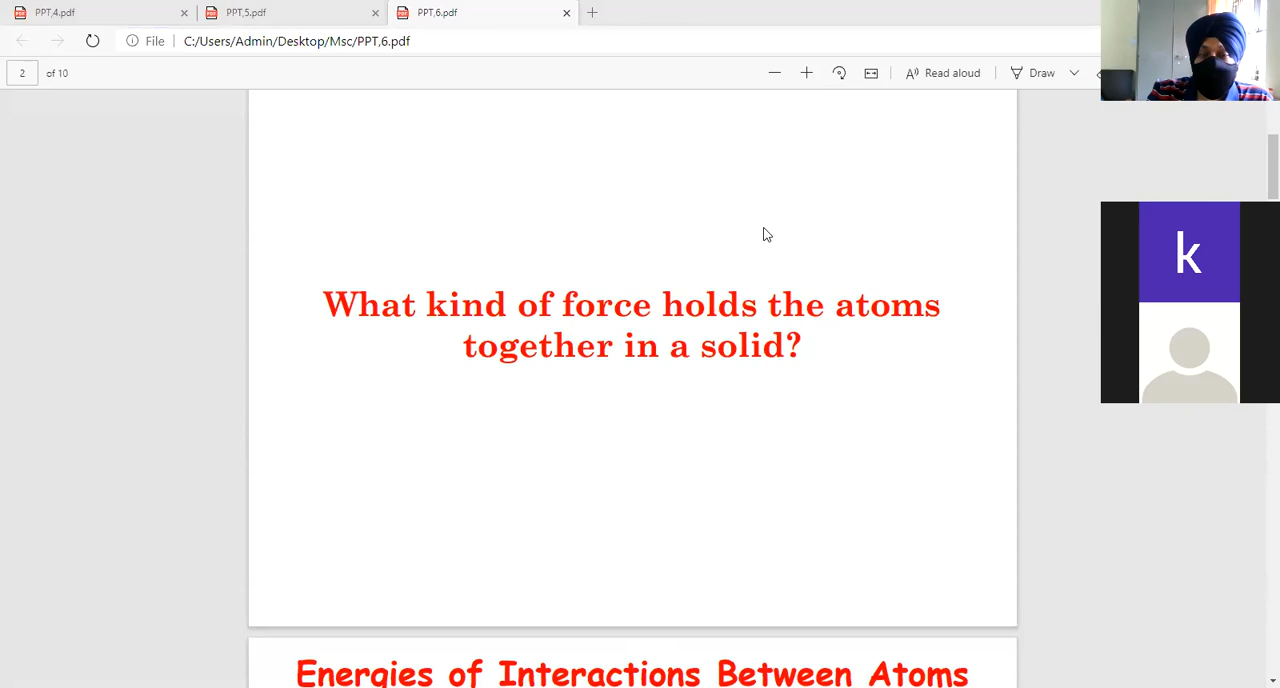 PPT,4.pdf
PPT,5.pdf
PPT,6.pdf
File
C:/Users/Admin/Desktop/Msc/PPT,6.pdf
2 of 10
Read aloud
Draw
k
What kind of force holds the atoms
together in a solid?
Energies of Interactions Between Atoms